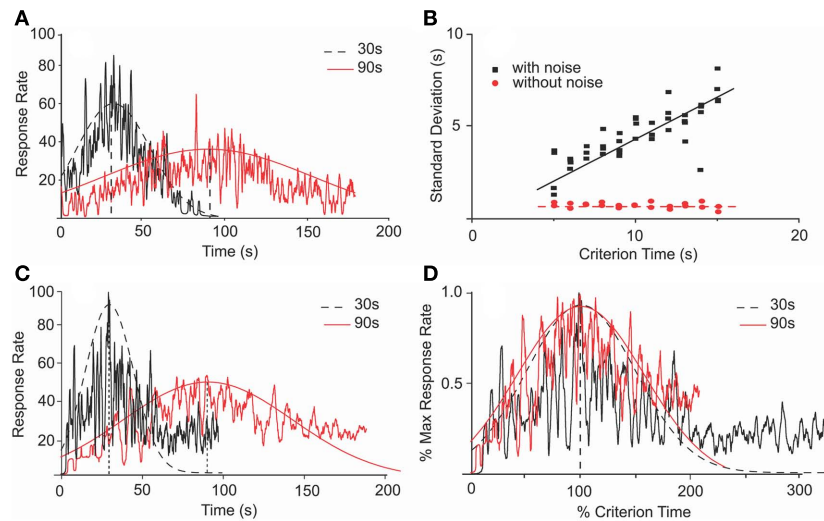 A
Response Rate
100
80
60
40
20
0
50
100
150
200
Time (s)
30s
90s
B
Standard Deviation (s)
10
5
with noise
without noise
10
20
Criterion Time (s)
C
Response Rate
100
80
60
40
20
0
50
100
150
200
Time (s)
30s
90s
D
% Max Response Rate
1.0
0.5
0
100
200
300
% Criterion Time
30s
90s